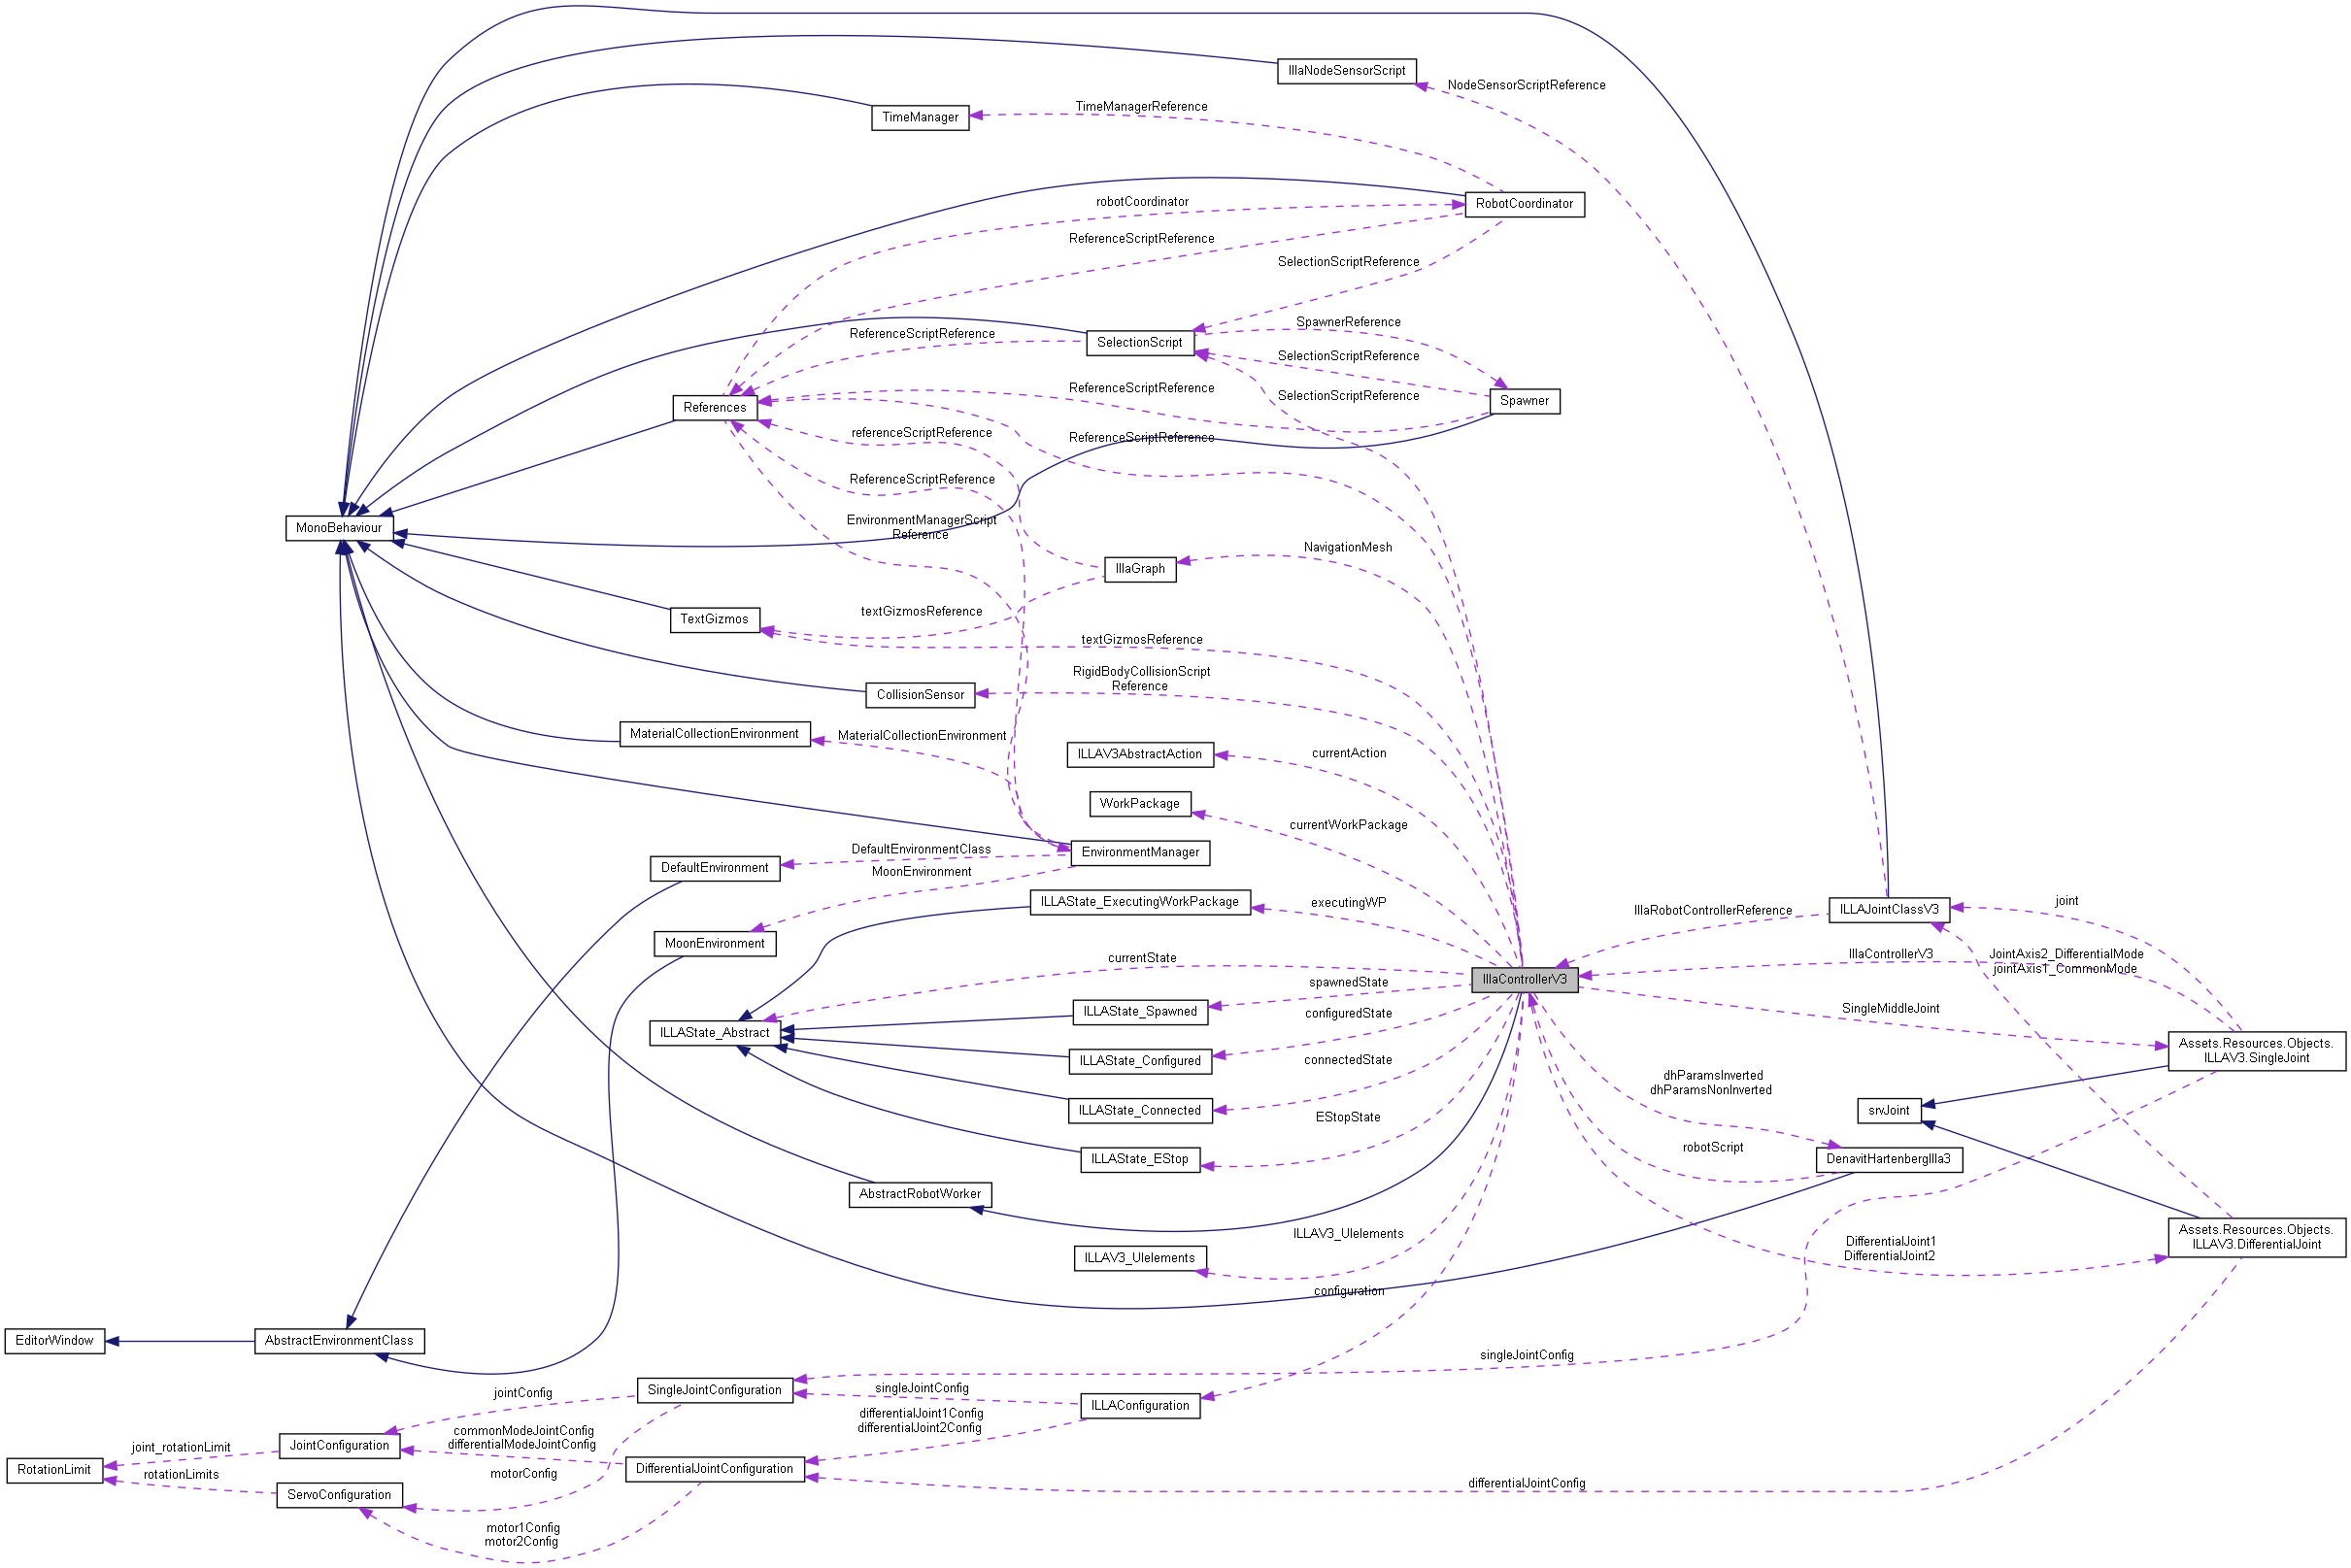 IllaNodeSensorScript
NodeSensorScriptReference
TimeManagerReference
TimeManager
robotCoordinator
RobotCoordinator
ReferenceScriptReference
SelectionScriptReference
SpawnerReference
ReferenceScriptReference
SelectionScript
SelectionScriptReference
ReferenceScriptReference
SelectionScriptReference
Spawner
References
referenceScriptReference
ReferenceScriptReference
ReferenceScriptReference
EnvironmentManagerScript
Reference
MonoBehaviour
NavigationMesh
IllaGraph
textGizmosReference
TextGizmos
textGizmosReference
RigidBodyCollisionScript
Reference
CollisionSensor
MaterialCollectionEnvironment
MaterialCollectionEnvironment
ILLAV3AbstractAction
currentAction
WorkPackage
currentWorkPackage
DefaultEnvironmentClass
EnvironmentManager
DefaultEnvironment
MoonEnvironment
ILLAState_ExecutingWorkPackage
executingWP
ILLAJointClassV3
joint
IllaRobotControllerReference
MoonEnvironment
currentState
IllaControllerV3
IllaControllerV3
JointAxis2_DifferentialMode
jointAxis1_CommonMode
spawnedState
ILLAState_Spawned
SingleMiddleJoint
configuredState
ILLAState_Abstract
Assets.Resources.Objects.
ILLAV3.SingleJoint
ILLAState_Configured
connectedState
dhParamsInverted
dhParamsNonInverted
ILLAState_Connected
srvJoint
EStopState
robotScript
ILLAState_EStop
DenavitHartenbergIlla3
AbstractRobotWorker
ILLAV3_UIelements
ILLAV3_UIelements
DifferentialJoint1
DifferentialJoint2
Assets.Resources.Objects.
ILLAV3.DifferentialJoint
configuration
EditorWindow
AbstractEnvironmentClass
singleJointConfig
jointConfig
SingleJointConfiguration
singleJointConfig
ILLAConfiguration
differentialJoint1Config
differentialJoint2Config
commonModeJointConfig
differentialModeJointConfig
joint_rotationLimit
JointConfiguration
RotationLimit
rotationLimits
motorConfig
DifferentialJointConfiguration
differentialJointConfig
ServoConfiguration
motor1Config
motor2Config